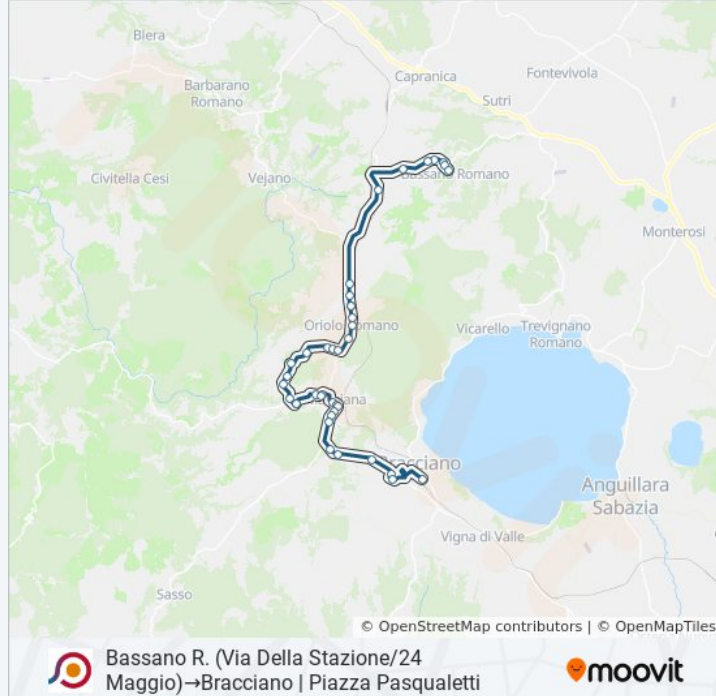 Blera
Capranica
Fontevivola
Barbarano
Romano
Sutri
Civitella Cesi
Vejano
Bassano Romano
Monterosi
Oriolo Romano
Vicarello
Trevignano
Romano
Bracciano
Anguillara
Sabazia
Vigna di Valle
Sasso
© OpenStreetMap contributors | © OpenMapTiles
Bassano R. (Via Della Stazione/24
Maggio)→Bracciano | Piazza Pasqualetti
moovit